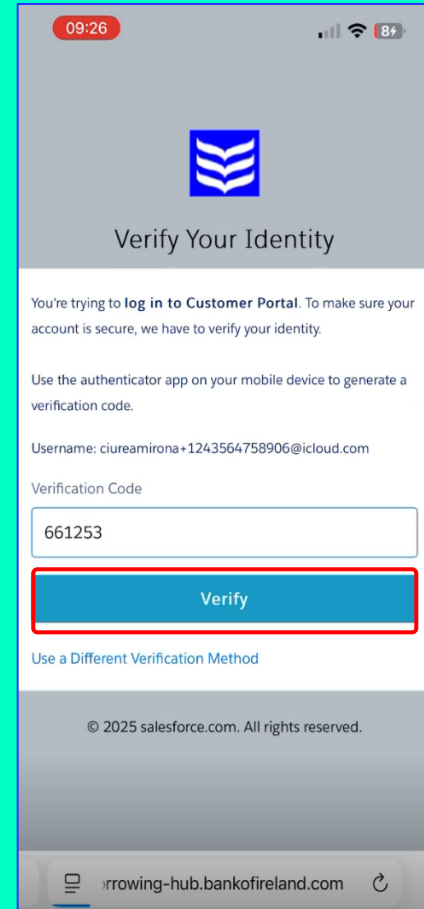 09:26
84
Verify Your Identity
You're trying to log in to Customer Portal. To make sure your
account is secure, we have to verify your identity.
Use the authenticator app on your mobile device to generate a
verification code.
Username: ciureamirona+1243564758906@icloud.com
Verification Code
661253
Verify
Use a Different Verification Method
© 2025 salesforce.com. All rights reserved.
rrowing-hub.bankofireland.com